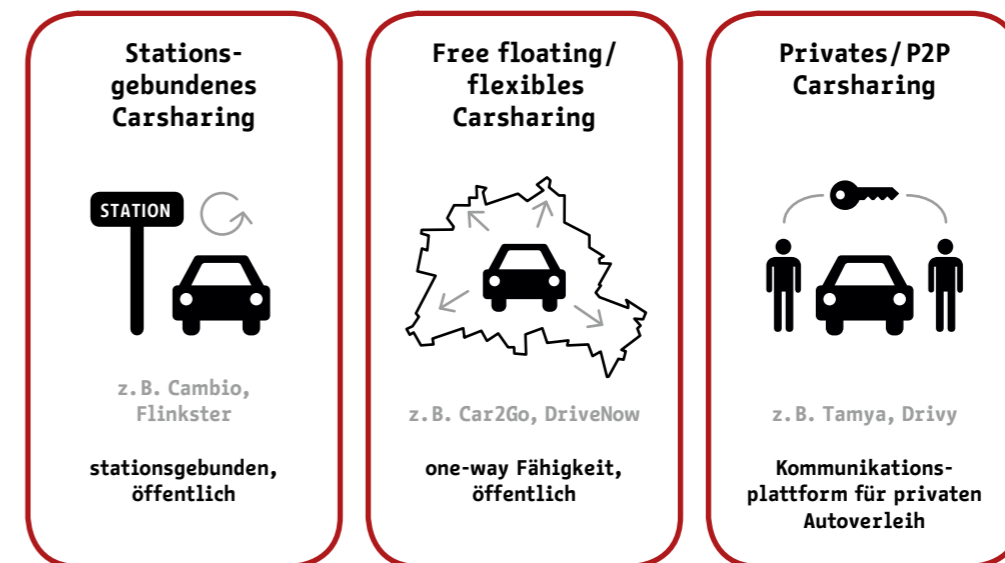 Stations-
gebundenes
Carsharing
STATION
z.B. Cambio,
Flinkster
stationsgebunden,
öffentlich
Free floating/
flexibles
Carsharing
z.B. Car2Go, DriveNow
one-way Fähigkeit,
öffentlich
Privates/P2P
Carsharing
z.B. Tamya, Drivy
Kommunikations-
plattform für privaten
Autoverleih